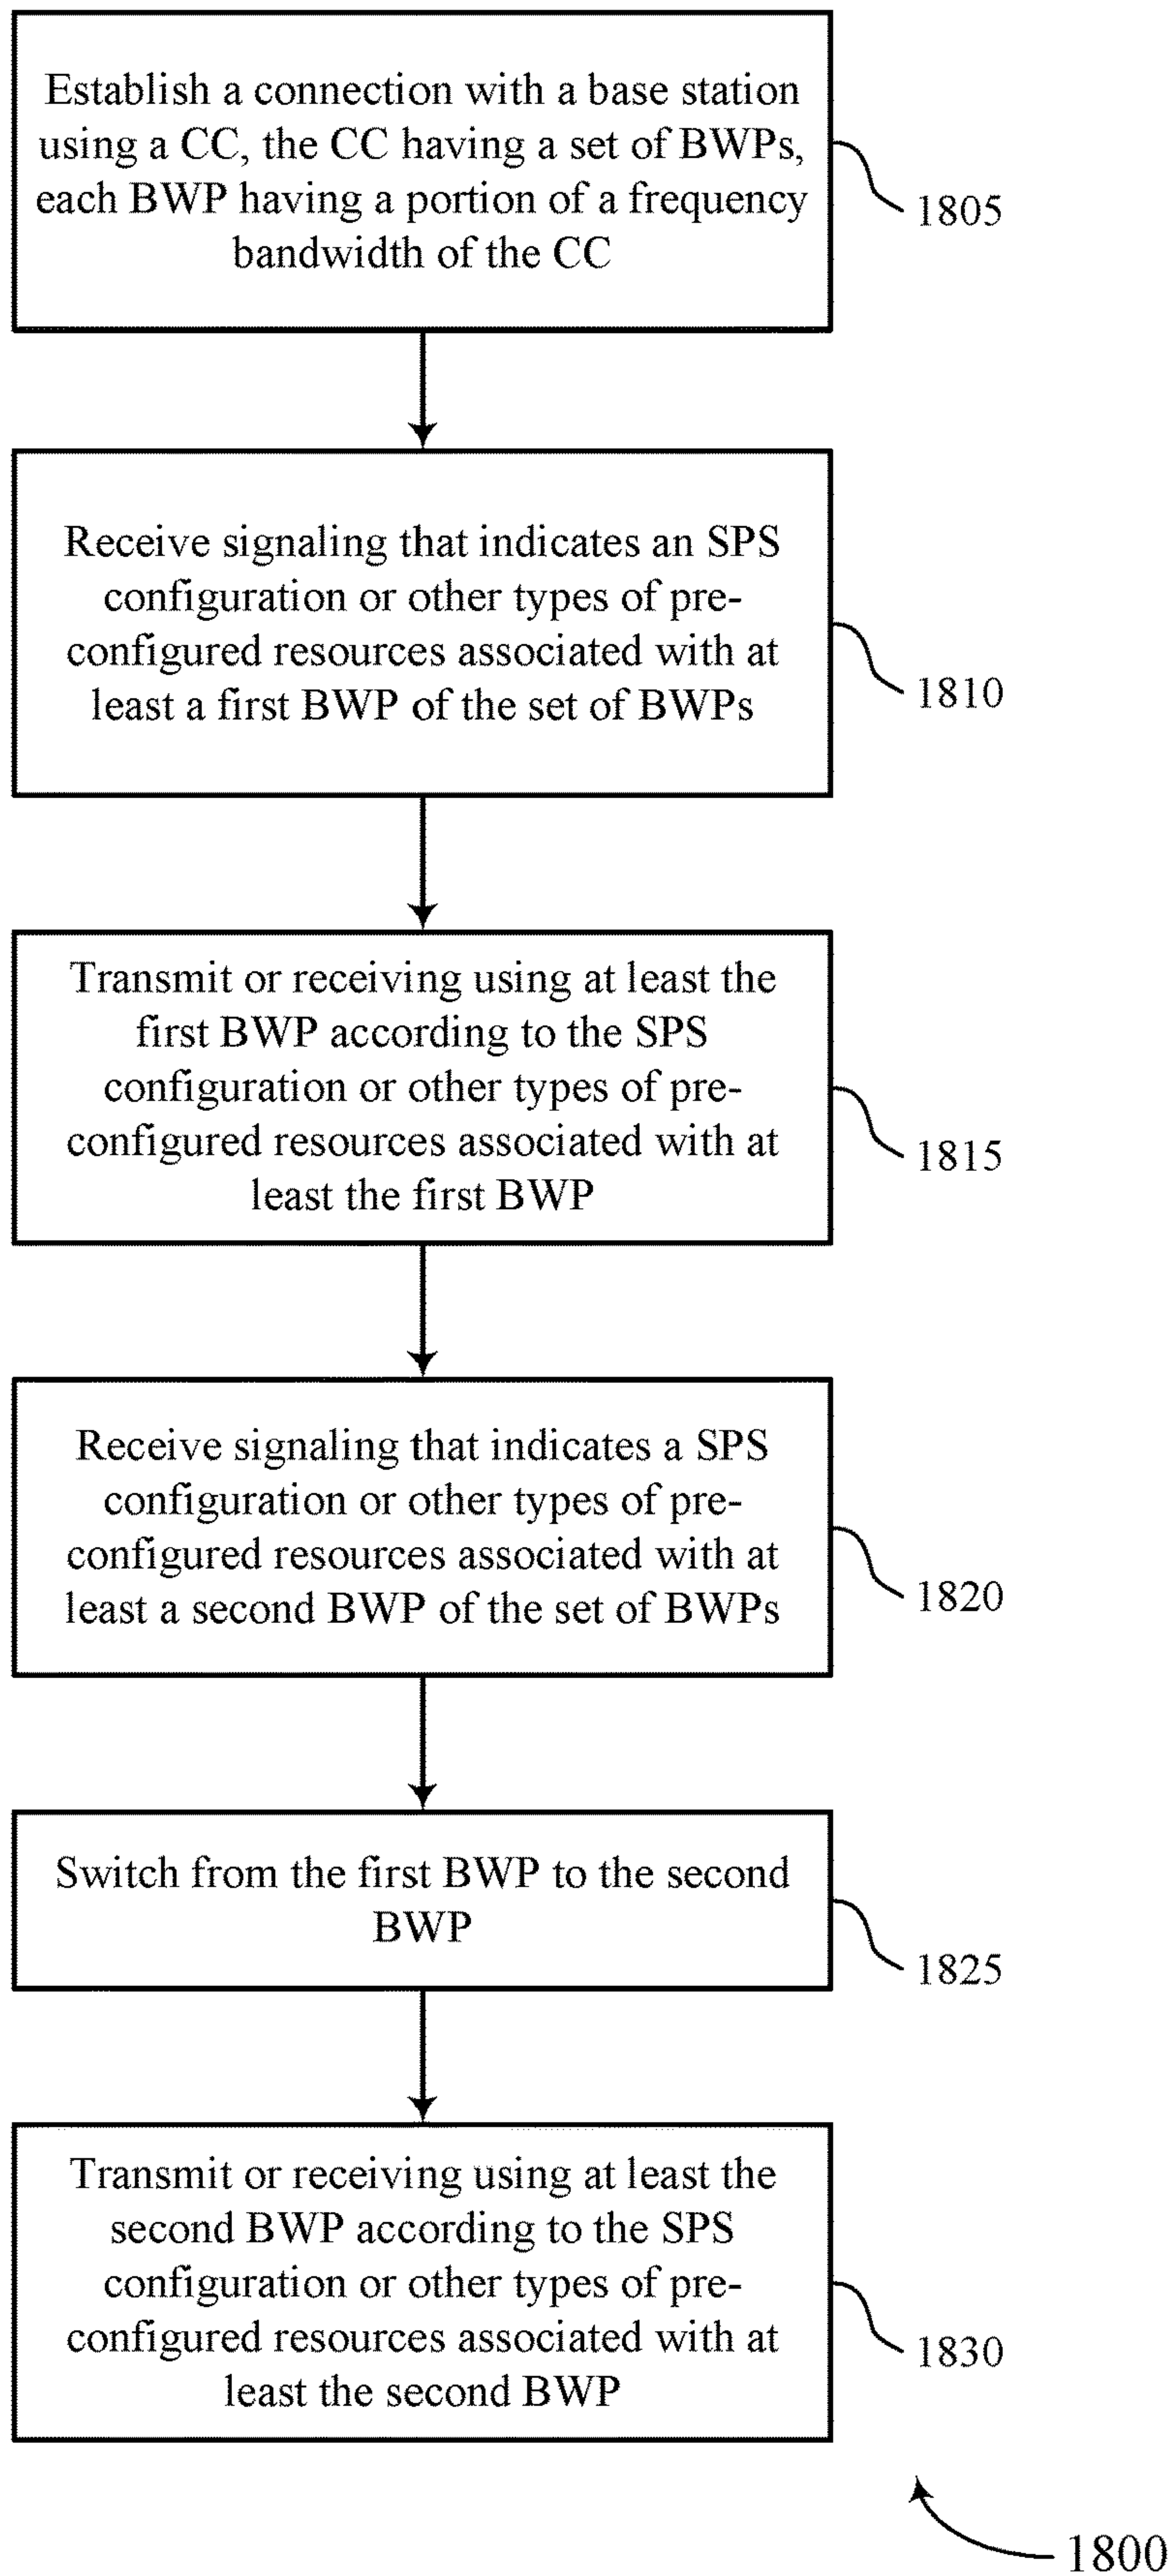 Establish a connection with a base station
using a CC, the CC having a set of BWPs,
each BWP having a portion of a frequency
bandwidth of the CC
1805
Receive signaling that indicates an SPS
configuration or other types of pre-
configured resources associated with at
least a first BWP of the set of BWPs
1810
Transmit or receiving using at least the
first BWP according to the SPS
configuration or other types of pre-
configured resources associated with at
least the first BWP
1815
Receive signaling that indicates a SPS
configuration or other types of pre-
configured resources associated with at
least a second BWP of the set of BWPs
1820
Switch from the first BWP to the second
BWP
1825
Transmit or receiving using at least the
second BWP according to the SPS
configuration or other types of pre-
configured resources associated with at
least the second BWP
1830
1800